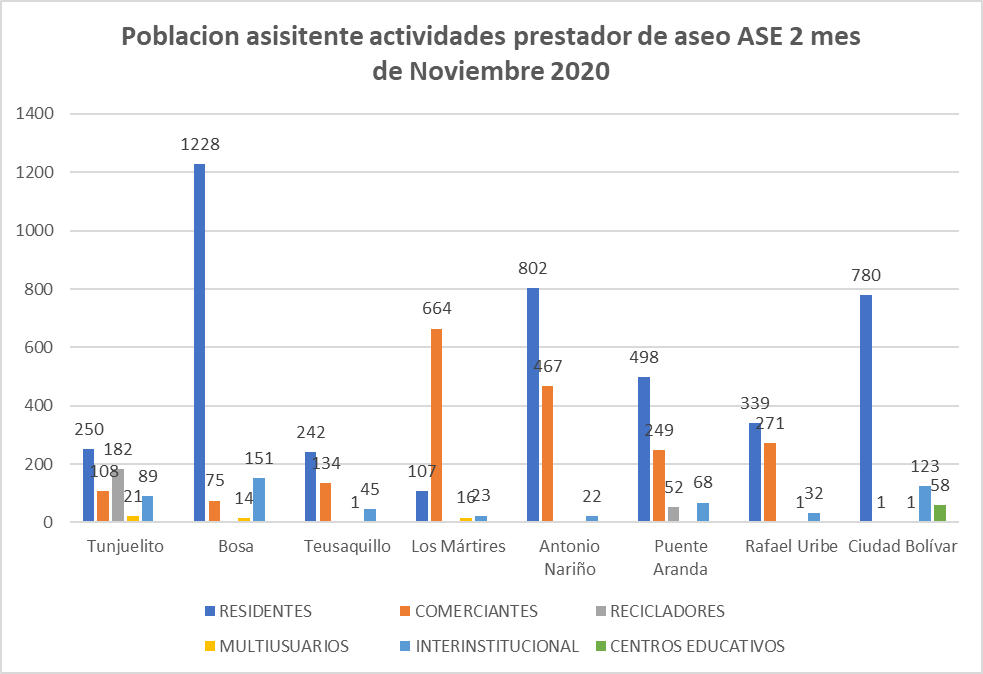 Poblacion asisitente actividades prestador de aseo ASE 2 mes
de Noviembre 2020
1400
1200
1000
800
600
400
200
0
250
108
182
21
89
1228
75
14
151
242
134
1
45
107
664
16
23
802
467
22
498
249
52
68
339
271
1
32
780
1
1
123
58
Tunjuelito
Bosa
Teusaquillo
Los Mártires
Antonio
Nariño
Puente
Aranda
Rafael Uribe
Ciudad Bolívar
RESIDENTES
COMERCIANTES
RECICLADORES
MULTIUSUARIOS
INTERINSTITUCIONAL
CENTROS EDUCATIVOS